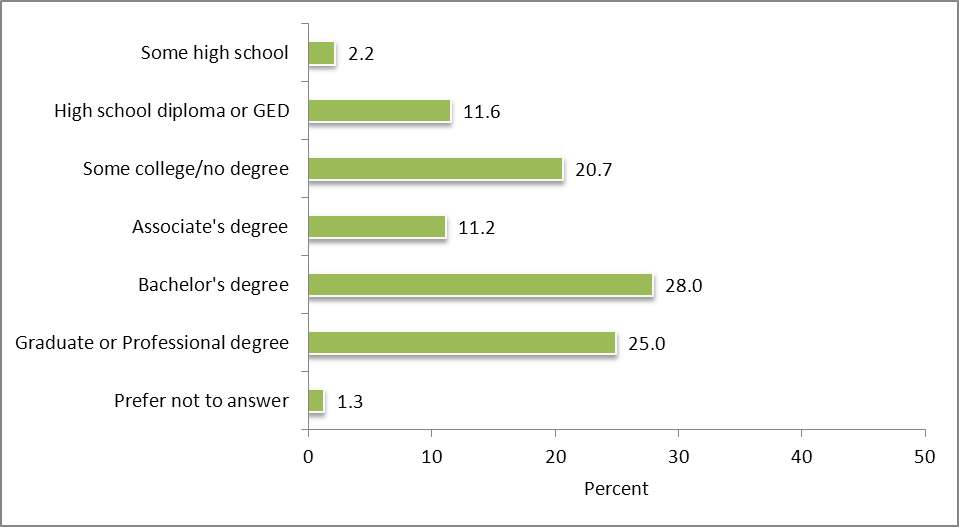 Some high school 2.2
High school diploma or GED 11.6
Some college/no degree 20.7
Associate's degree 11.2
Bachelor's degree 28.0
Graduate or Professional degree 25.0
Prefer not to answer 1.3
0 10 20 30 40 50
Percent